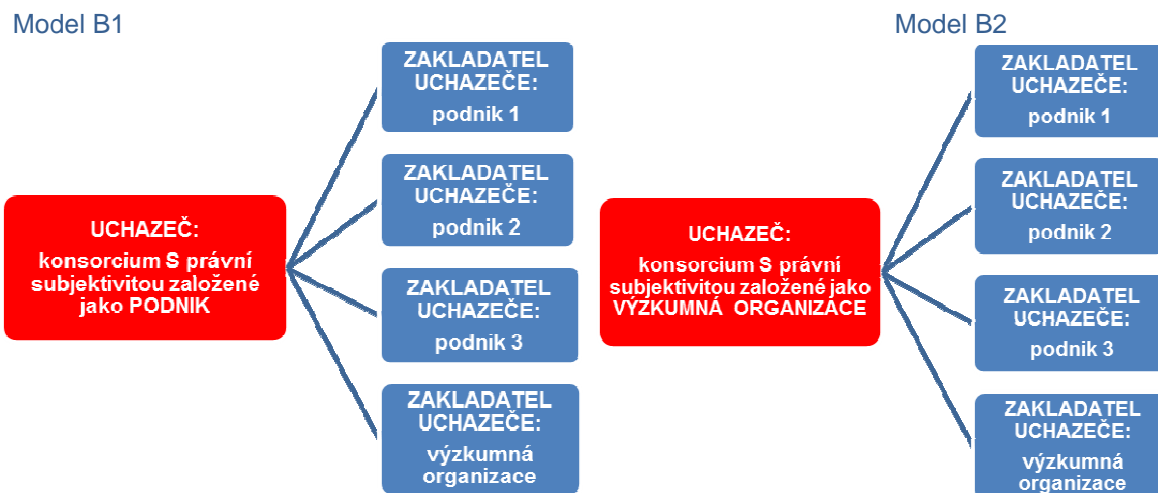 Model B1
UCHAZEČ:
konsorcium S právní
subjektivitou založené
jako PODNIK
ZAKLADATEL
UCHAZEČE:
podnik 1
ZAKLADATEL
UCHAZEČE:
podnik 2
ZAKLADATEL
UCHAZEČE:
podnik 3
ZAKLADATEL
UCHAZEČE:
výzkumná
organizace
Model B2
UCHAZEČ:
konsorcium S právní
subjektivitou založené jako
VÝZKUMNÁ ORGANIZACE
ZAKLADATEL
UCHAZEČE:
podnik 1
ZAKLADATEL
UCHAZEČE:
podnik 2
ZAKLADATEL
UCHAZEČE:
podnik 3
ZAKLADATEL
UCHAZEČE:
výzkumná
organizace